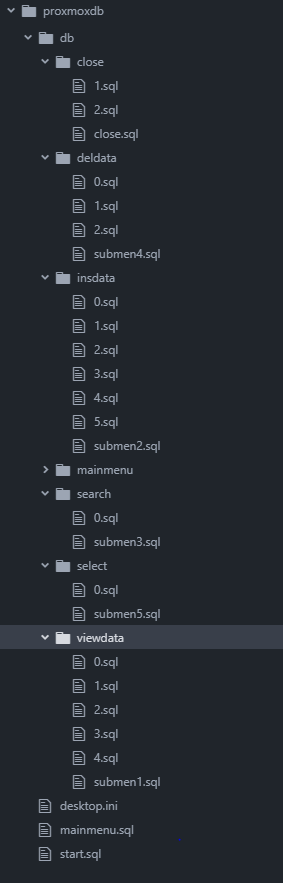 proxmoxdb
db
close
1.sql
2.sql
close.sql
deldata
0.sql
1.sql
2.sql
submen4.sql
insdata
0.sql
1.sql
2.sql
3.sql
4.sql
5.sql
submen2.sql
mainmenu
search
0.sql
submen3.sql
select
0.sql
submen5.sql
viewdata
0.sql
1.sql
2.sql
3.sql
4.sql
submen1.sql
desktop.ini
mainmenu.sql
start.sql